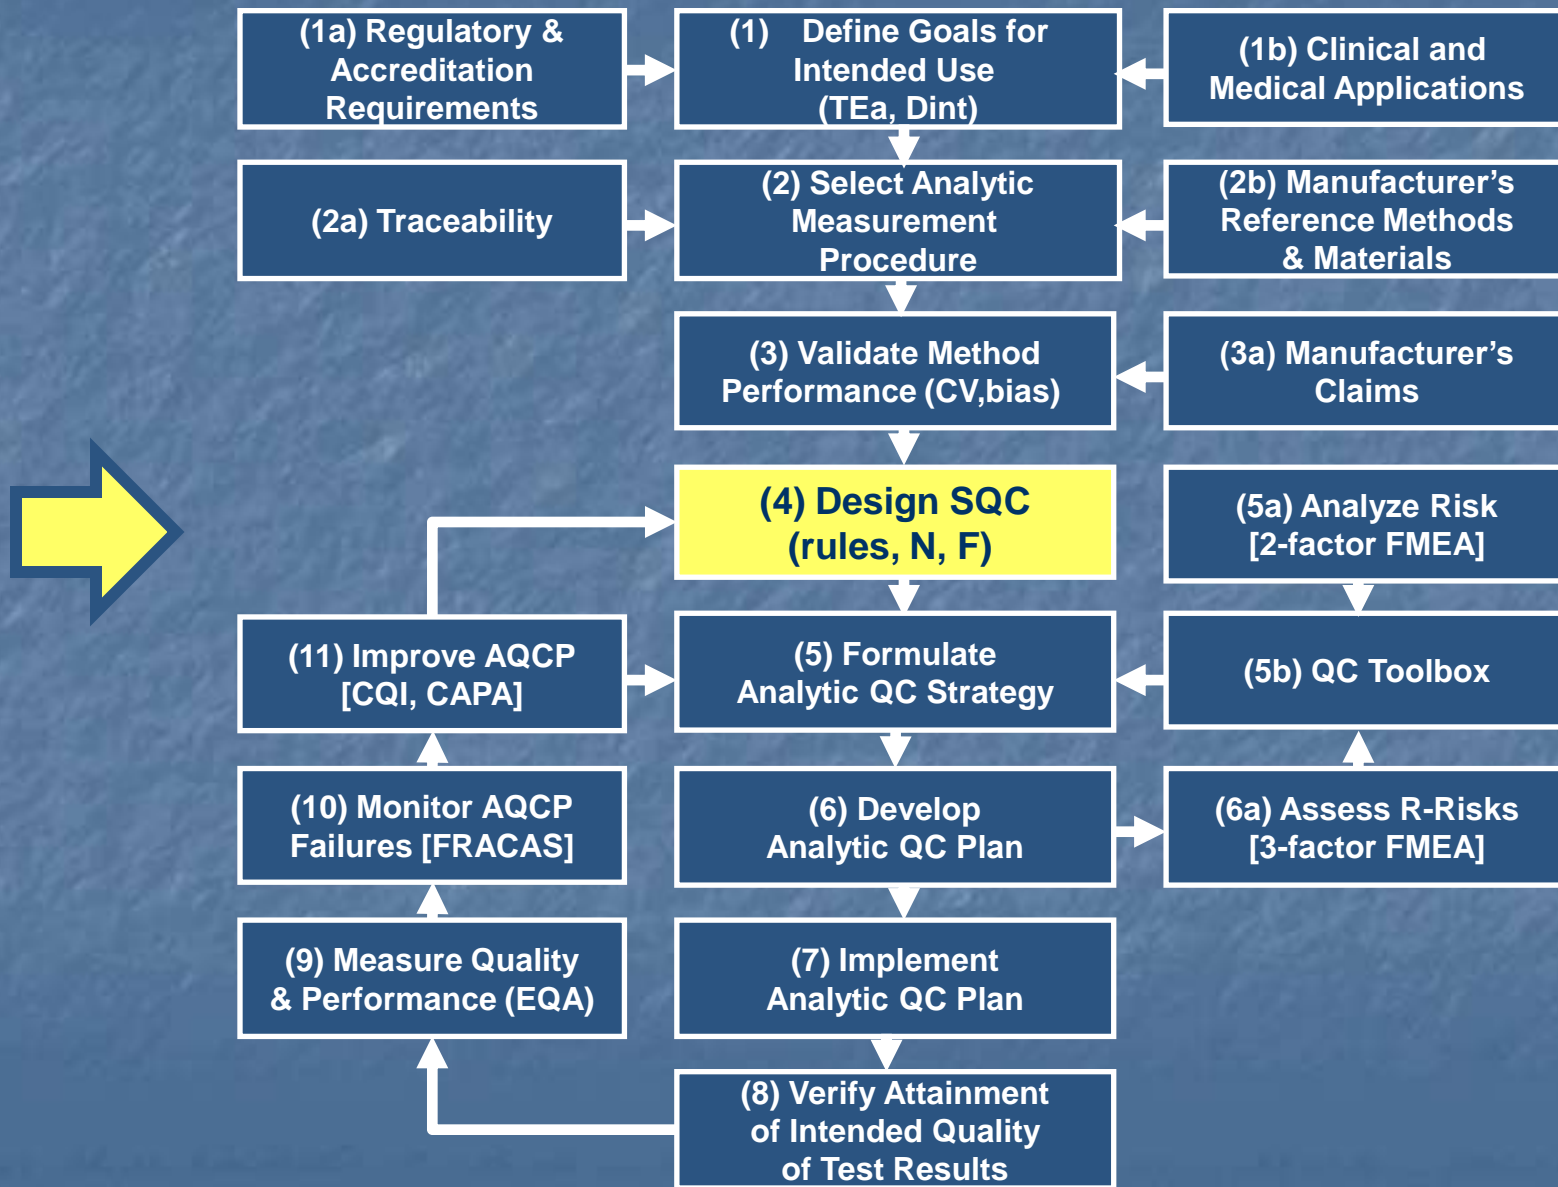 (1a) Regulatory &
Accreditation
Requirements
(1) Define Goals for
Intended Use
(TEa, Dint)
(1b) Clinical and
Medical Applications
(2a) Traceability
(2) Select Analytic
Measurement
Procedure
(2b) Manufacturer’s
Reference Methods
& Materials
(3) Validate Method
Performance (CV,bias)
(3a) Manufacturer’s
Claims
(4) Design SQC
(rules, N, F)
(5a) Analyze Risk
[2-factor FMEA]
(11) Improve AQCP
[CQI, CAPA]
(5) Formulate
Analytic QC Strategy
(5b) QC Toolbox
(10) Monitor AQCP
Failures [FRACAS]
(6) Develop
Analytic QC Plan
(6a) Assess R-Risks
[3-factor FMEA]
(9) Measure Quality
& Performance (EQA)
(7) Implement
Analytic QC Plan
(8) Verify Attainment
of Intended Quality
of Test Results